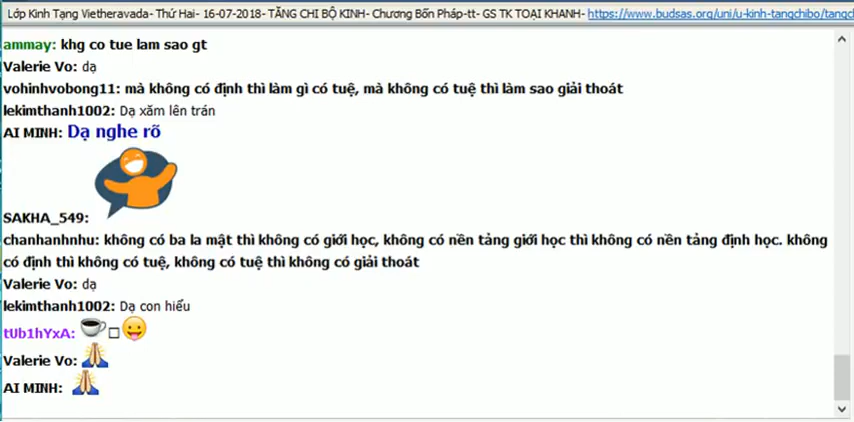 Lớp Kinh Tạng Vietheravada- Thứ Hai- 16-07-2018- TĂNG CHI BỘ KINH- Chương Bốn Pháp-tt- GS TK TOẠI KHANH- https://www.budsas.org/uni/u-kinh-tangchibo/tangc
ammay: khg co tue lam sao gt
Valerie Vo: dạ
vohinhvobong11: mà không có định thì làm gì có tuệ, mà không có tuệ thì làm sao giải thoát
lekimthanh1002: Dạ xăm lên trán
AI MINH: Dạ nghe rõ
SAKHA_549:
chanhanhnhu: không có ba la mật thì không có giới học, không có nền tảng giới học thì không có nền tảng định học. không
có định thì không có tuệ, không có tuệ thì không có giải thoát
Valerie Vo: dạ
lekimthanh1002: Dạ con hiểu
tUb1hYxA: ☕□😛
Valerie Vo: 🙏
AI MINH: 🙏